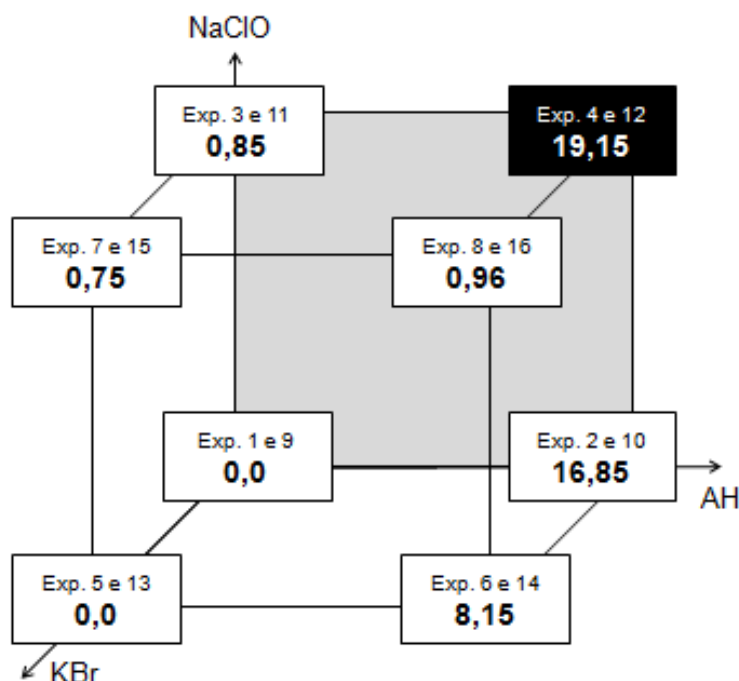 NaClO
Exp. 3 e 11
0,85
Exp. 4 e 12
19,15
Exp. 7 e 15
0,75
Exp. 8 e 16
0,96
Exp. 1 e 9
0,0
Exp. 2 e 10
16,85
AH
Exp. 5 e 13
0,0
Exp. 6 e 14
8,15
KBr